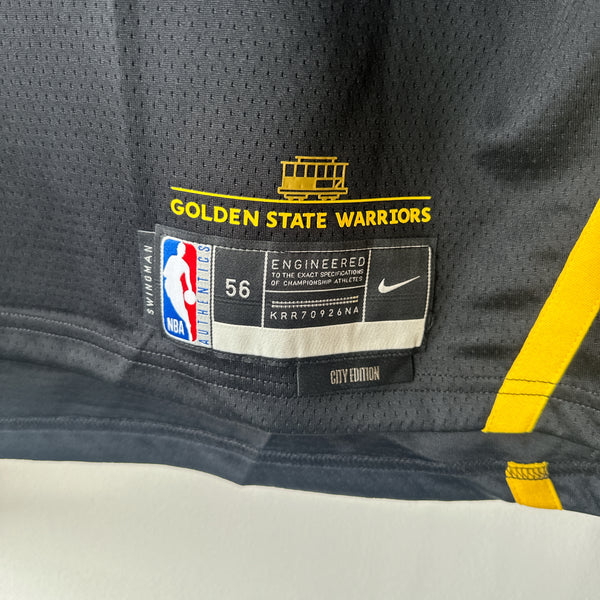 GOLDEN STATE WARRIORS
SWINGMAN
NBA
AUTHENTICS
56
ENGINEERED
TO THE EXACT SPECIFICATIONS
OF CHAMPIONSHIP ATHLETES
KRR70926NA
CITY EDITION